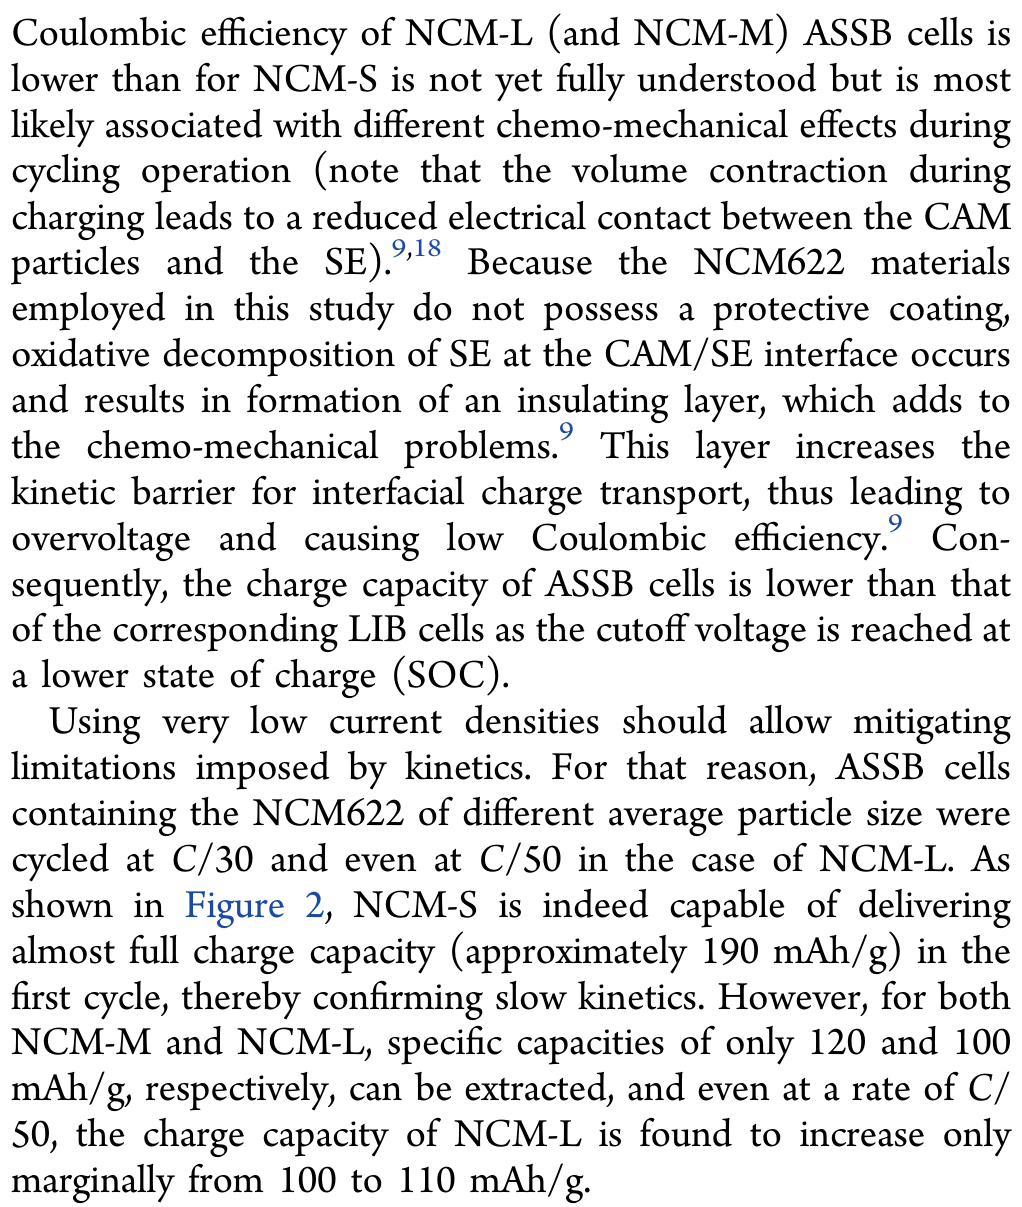 Coulombic efficiency of NCM-L (and NCM-M) ASSB cells is
lower than for NCM-S is not yet fully understood but is most
likely associated with different chemo-mechanical effects during
cycling operation (note that the volume contraction during
charging leads to a reduced electrical contact between the CAM
particles and the SE).9,18 Because the NCM622 materials
employed in this study do not possess a protective coating,
oxidative decomposition of SE at the CAM/SE interface occurs
and results in formation of an insulating layer, which adds to
the chemo-mechanical problems.9 This layer increases the
kinetic barrier for interfacial charge transport, thus leading to
overvoltage and causing low Coulombic efficiency.9 Con-
sequently, the charge capacity of ASSB cells is lower than that
of the corresponding LIB cells as the cutoff voltage is reached at
a lower state of charge (SOC).
Using very low current densities should allow mitigating
limitations imposed by kinetics. For that reason, ASSB cells
containing the NCM622 of different average particle size were
cycled at C/30 and even at C/50 in the case of NCM-L. As
shown in Figure 2, NCM-S is indeed capable of delivering
almost full charge capacity (approximately 190 mAh/g) in the
first cycle, thereby confirming slow kinetics. However, for both
NCM-M and NCM-L, specific capacities of only 120 and 100
mAh/g, respectively, can be extracted, and even at a rate of C/
50, the charge capacity of NCM-L is found to increase only
marginally from 100 to 110 mAh/g.